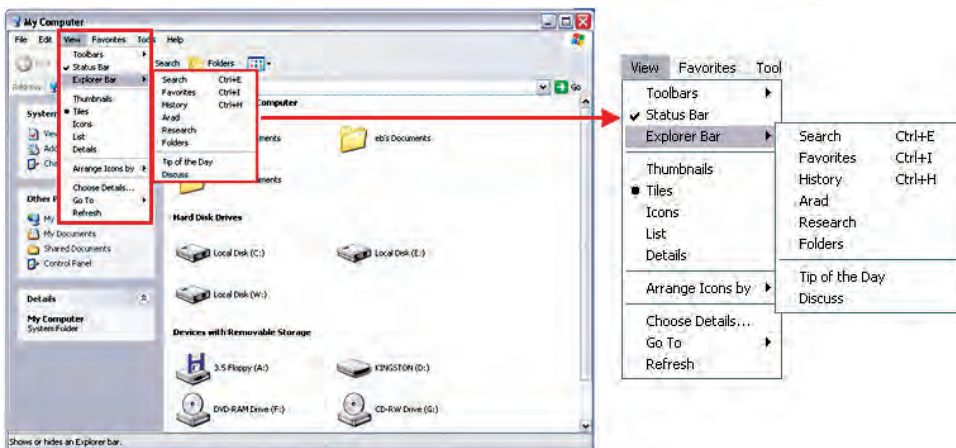 My Computer
File Edit View Favorites Tools Help
Search Folders
Address Go
Toolbars
Status Bar
Explorer Bar
Thumbnails
Tiles
Icons
List
Details
Arrange Icons by
Choose Details...
Go To
Refresh
Search Ctrl+E
Favorites Ctrl+I
History Ctrl+H
Arad
Research
Folders
Tip of the Day
Discuss
System
Other
My
My Documents
Shared Documents
Control Panel
Details
My Computer
System Folder
Computer
eb's Documents
Hard Disk Drives
Local Disk (C:) Local Disk (E:)
Local Disk (W:)
Devices with Removable Storage
3.5 Floppy (A:) KINGSTON (D:)
DVD-RAM Drive (F:) CD-RW Drive (G:)
Shows or hides an Explorer bar.
View Favorites Tool
Toolbars
Status Bar
Explorer Bar
Thumbnails
Tiles
Icons
List
Details
Arrange Icons by
Choose Details...
Go To
Refresh
Search Ctrl+E
Favorites Ctrl+I
History Ctrl+H
Arad
Research
Folders
Tip of the Day
Discuss